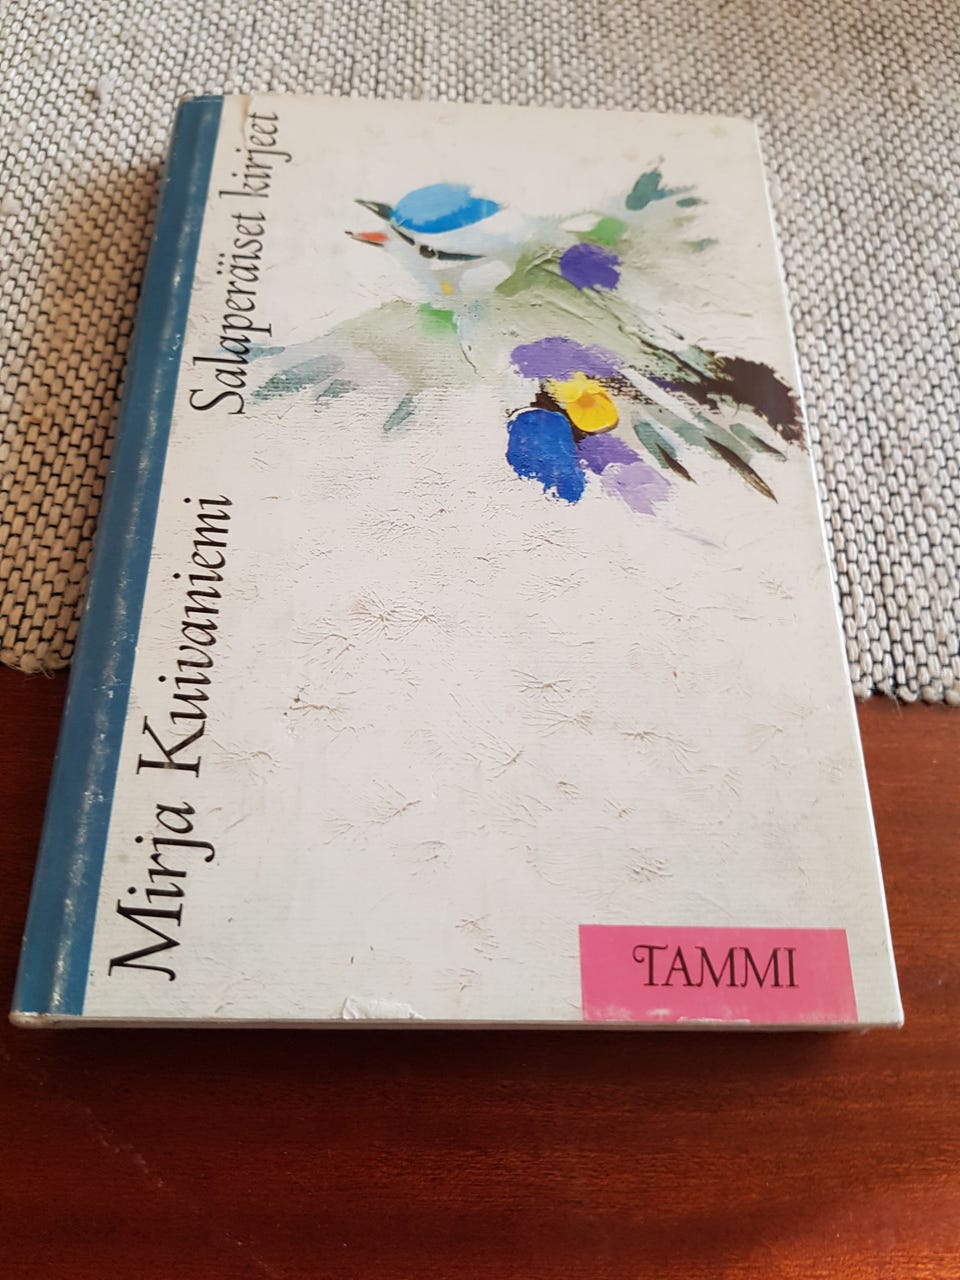 Mirja Kuivaniemi
Salaperäiset kirjeet
TAMMI